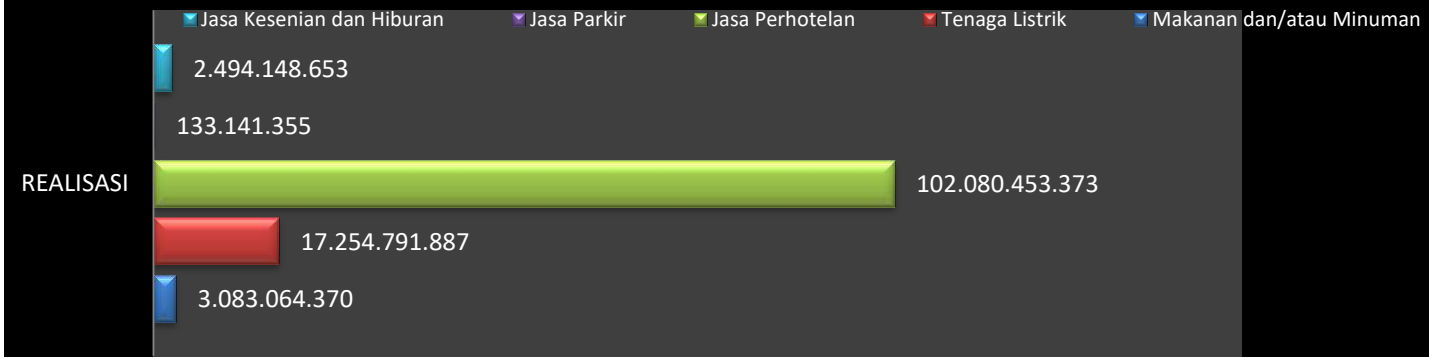 Jasa Kesenian dan Hiburan Jasa Parkir Jasa Perhotelan Tenaga Listrik Makanan dan/atau Minuman
2.494.148.653
133.141.355
REALISASI 102.080.453.373
17.254.791.887
3.083.064.370